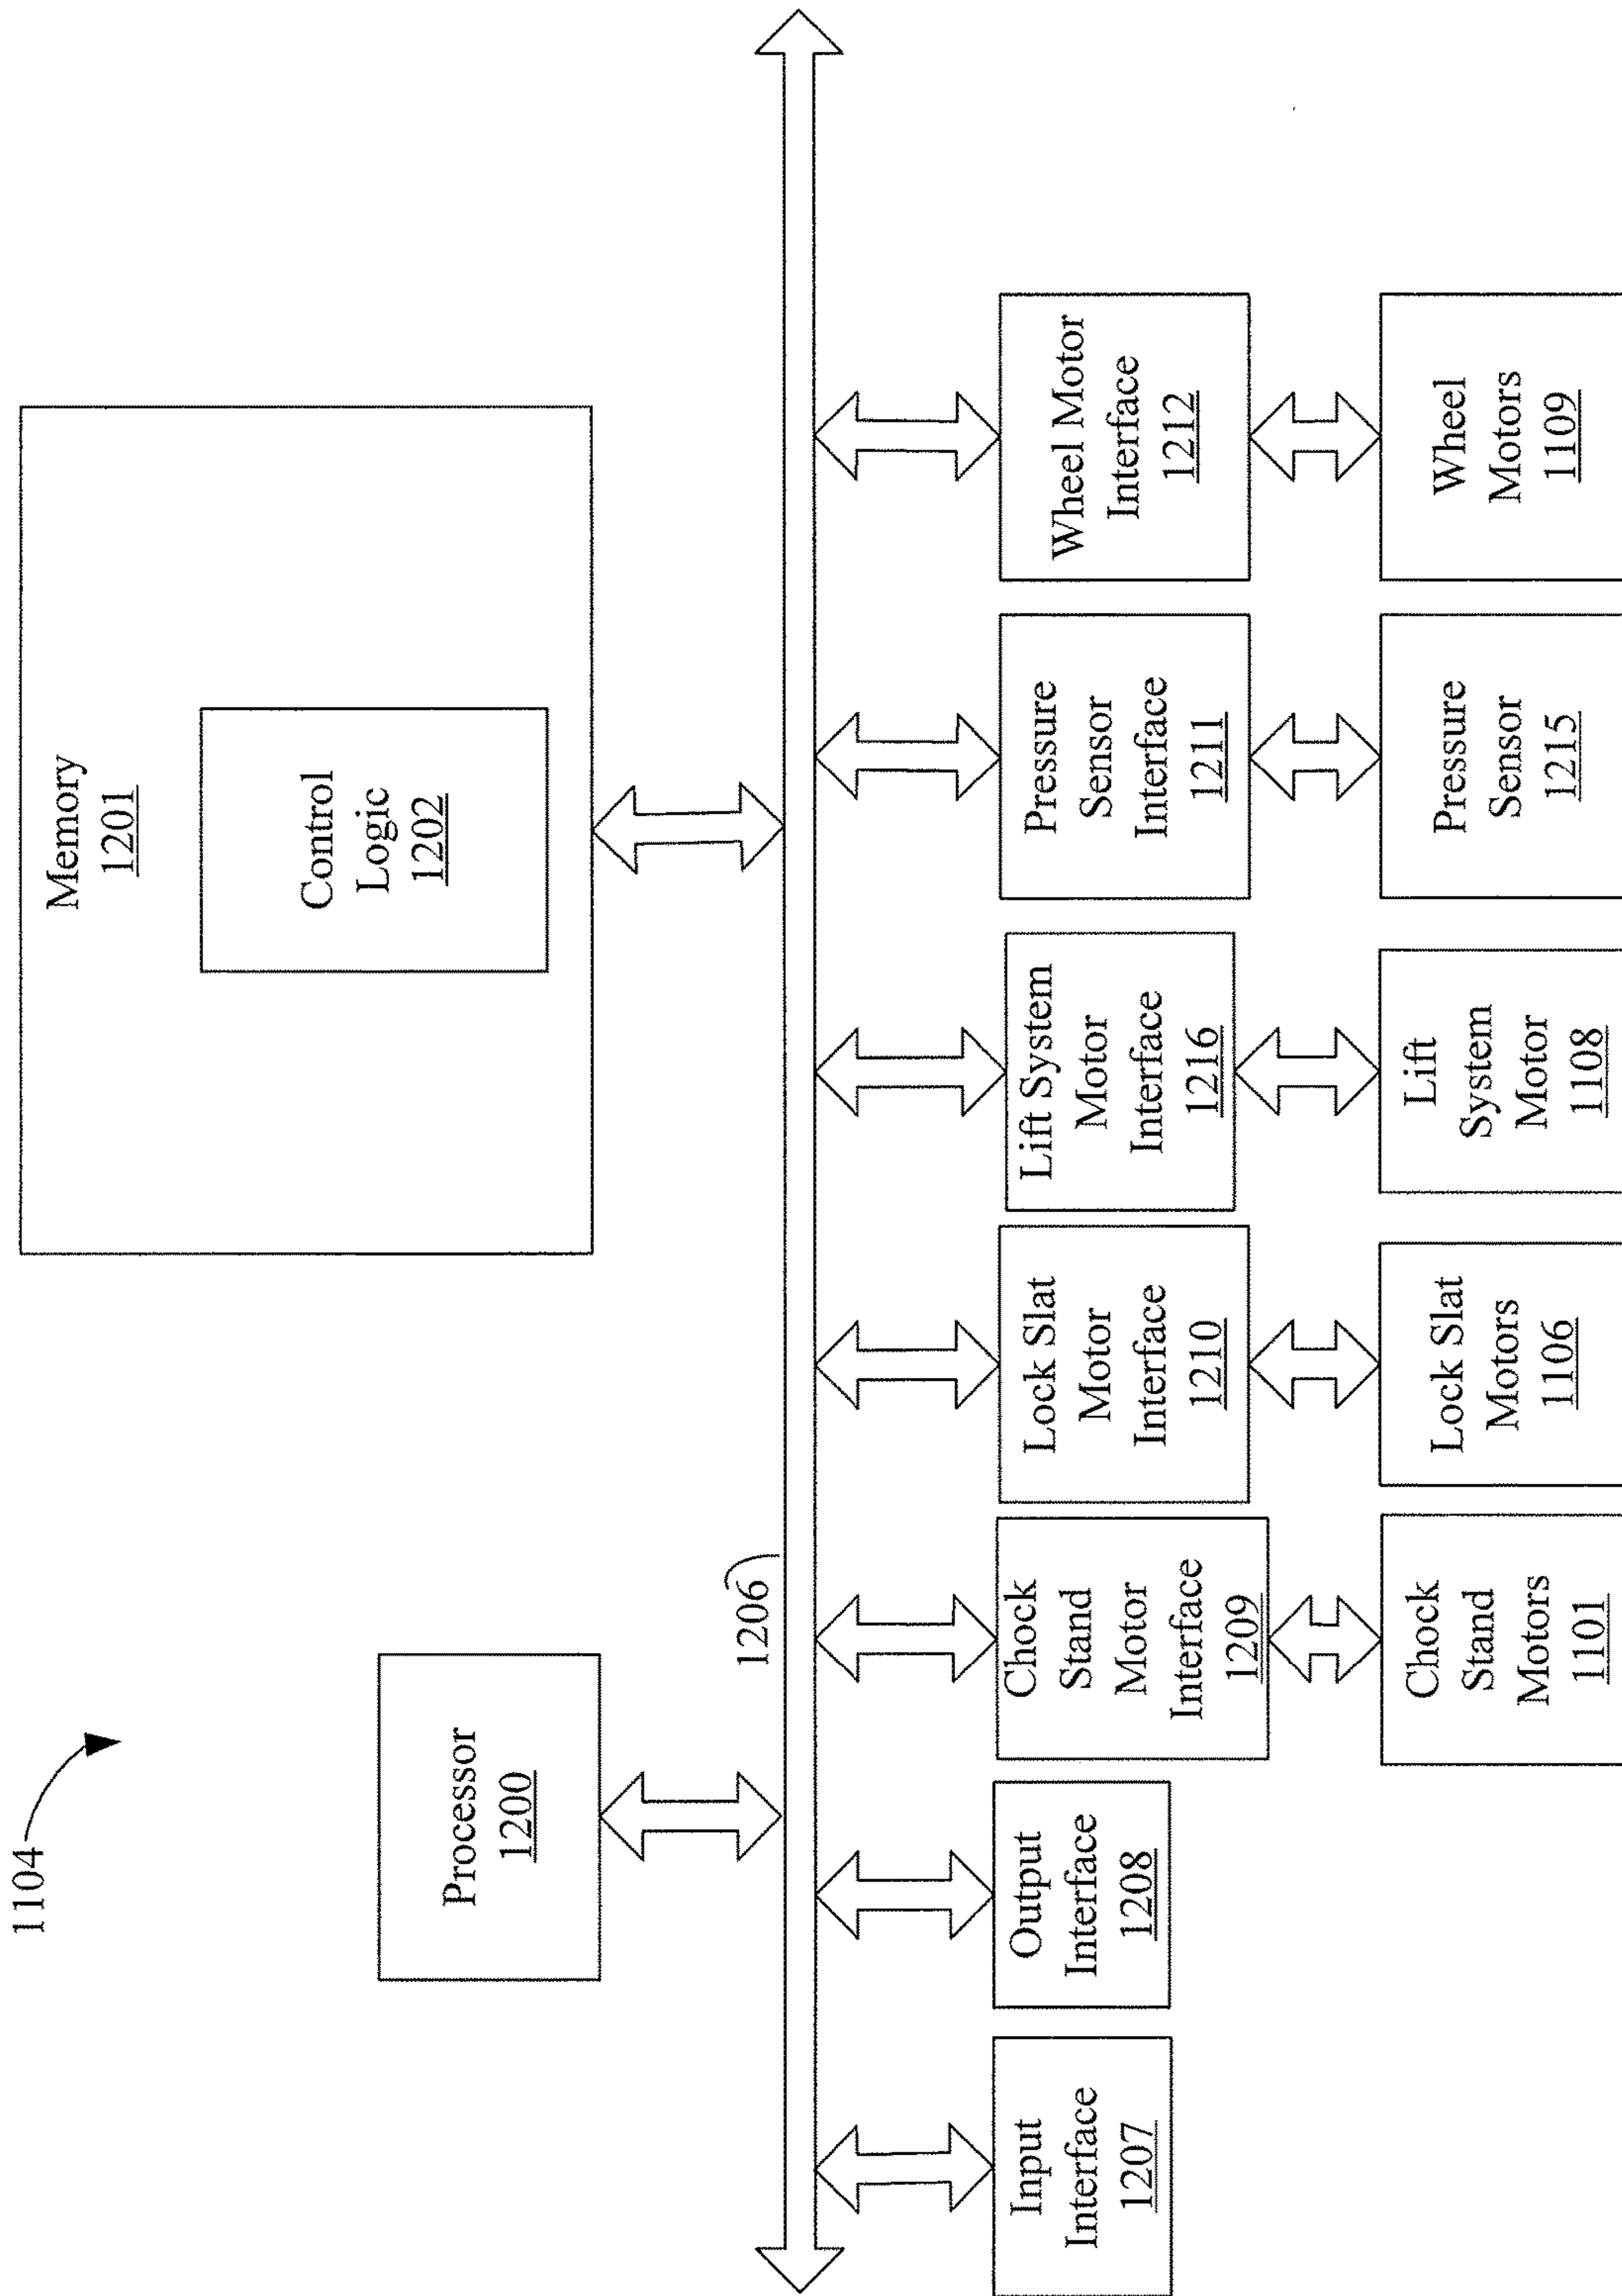 1104
Memory
1201
Control
Logic
1202
Processor
1200
1206
Input
Interface
1207
Output
Interface
1208
Chock
Stand
Motor
Interface
1209
Lock Slat
Motor
Interface
1210
Lift System
Motor
Interface
1216
Pressure
Sensor
Interface
1211
Wheel Motor
Interface
1212
Chock
Stand
Motors
1101
Lock Slat
Motors
1106
Lift
System
Motor
1108
Pressure
Sensor
1215
Wheel
Motors
1109